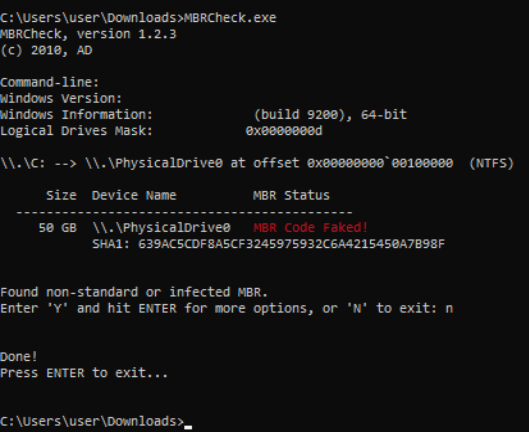 C:\Users\user\Downloads>MBRCheck.exe
MBRCheck, version 1.2.3
(c) 2010, AD
Command-line:
Windows Version:
Windows Information: (build 9200), 64-bit
Logical Drives Mask: 0x0000000d
\\.\C: --> \\.\PhysicalDrive0 at offset 0x00000000`00100000 (NTFS)
Size Device Name MBR Status
--------------------------------------------
50 GB \\.\PhysicalDrive0 MBR Code Faked!
SHA1: 639AC5CDF8A5CF3245975932C6A4215450A7B98F
Found non-standard or infected MBR.
Enter 'Y' and hit ENTER for more options, or 'N' to exit: n
Done!
Press ENTER to exit...
C:\Users\user\Downloads>_